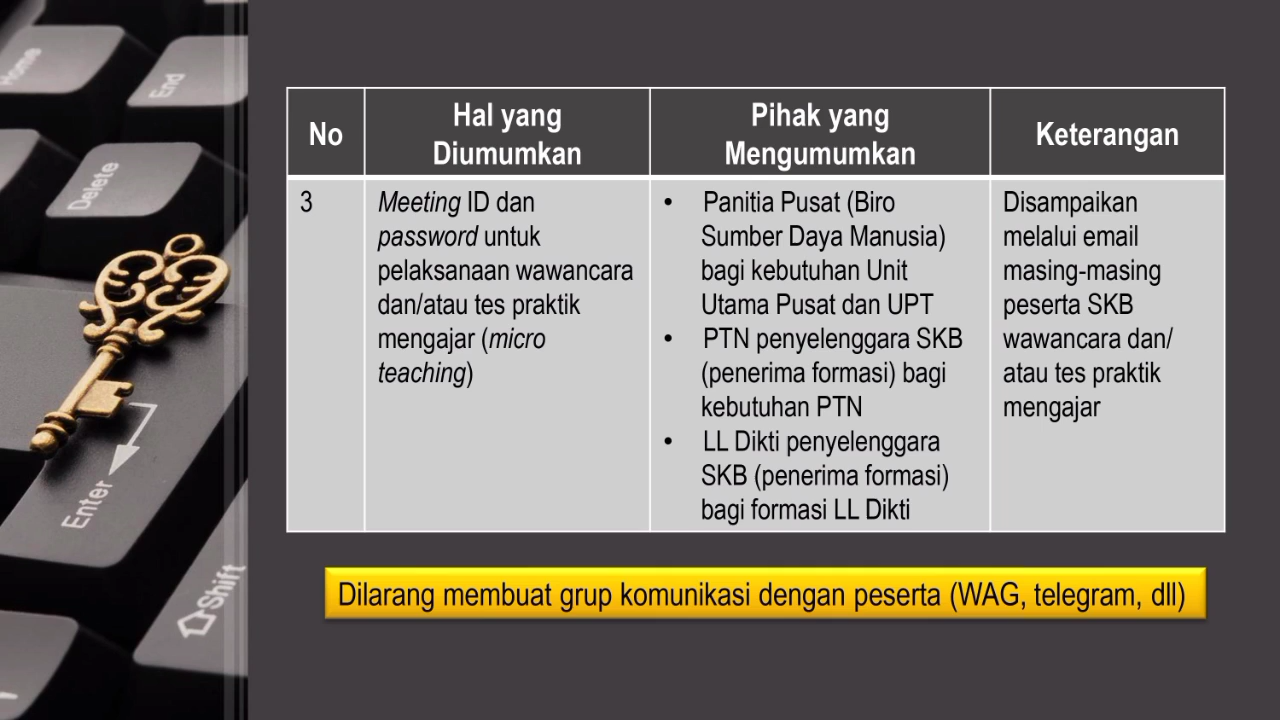 Home
End
Delete
Enter
Shift
No
Hal yang
Diumumkan
Pihak yang
Mengumumkan
Keterangan
3
Meeting ID dan
password untuk
pelaksanaan wawancara
dan/atau tes praktik
mengajar (micro
teaching)
• Panitia Pusat (Biro
Sumber Daya Manusia)
bagi kebutuhan Unit
Utama Pusat dan UPT
• PTN penyelenggara SKB
(penerima formasi) bagi
kebutuhan PTN
• LL Dikti penyelenggara
SKB (penerima formasi)
bagi formasi LL Dikti
Disampaikan
melalui email
masing-masing
peserta SKB
wawancara dan/
atau tes praktik
mengajar
Dilarang membuat grup komunikasi dengan peserta (WAG, telegram, dll)